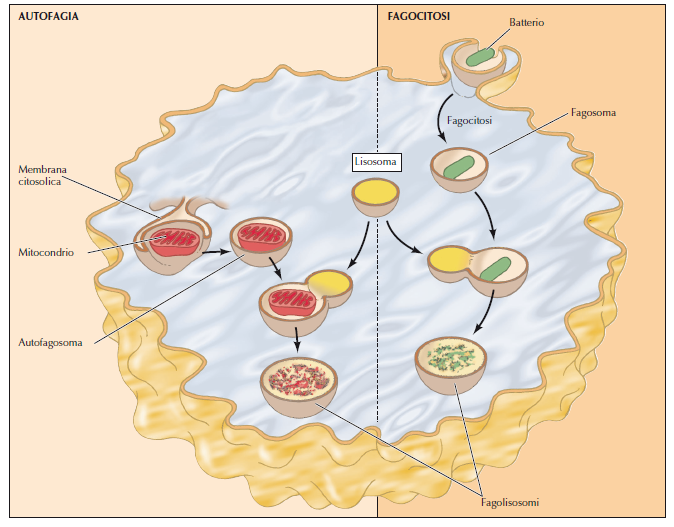 AUTOFAGIA
FAGOCITOSI
Batterio
Fagocitosi
Fagosoma
Lisosoma
Membrana
citosolica
Mitocondrio
Autofagosoma
Fagolisosomi